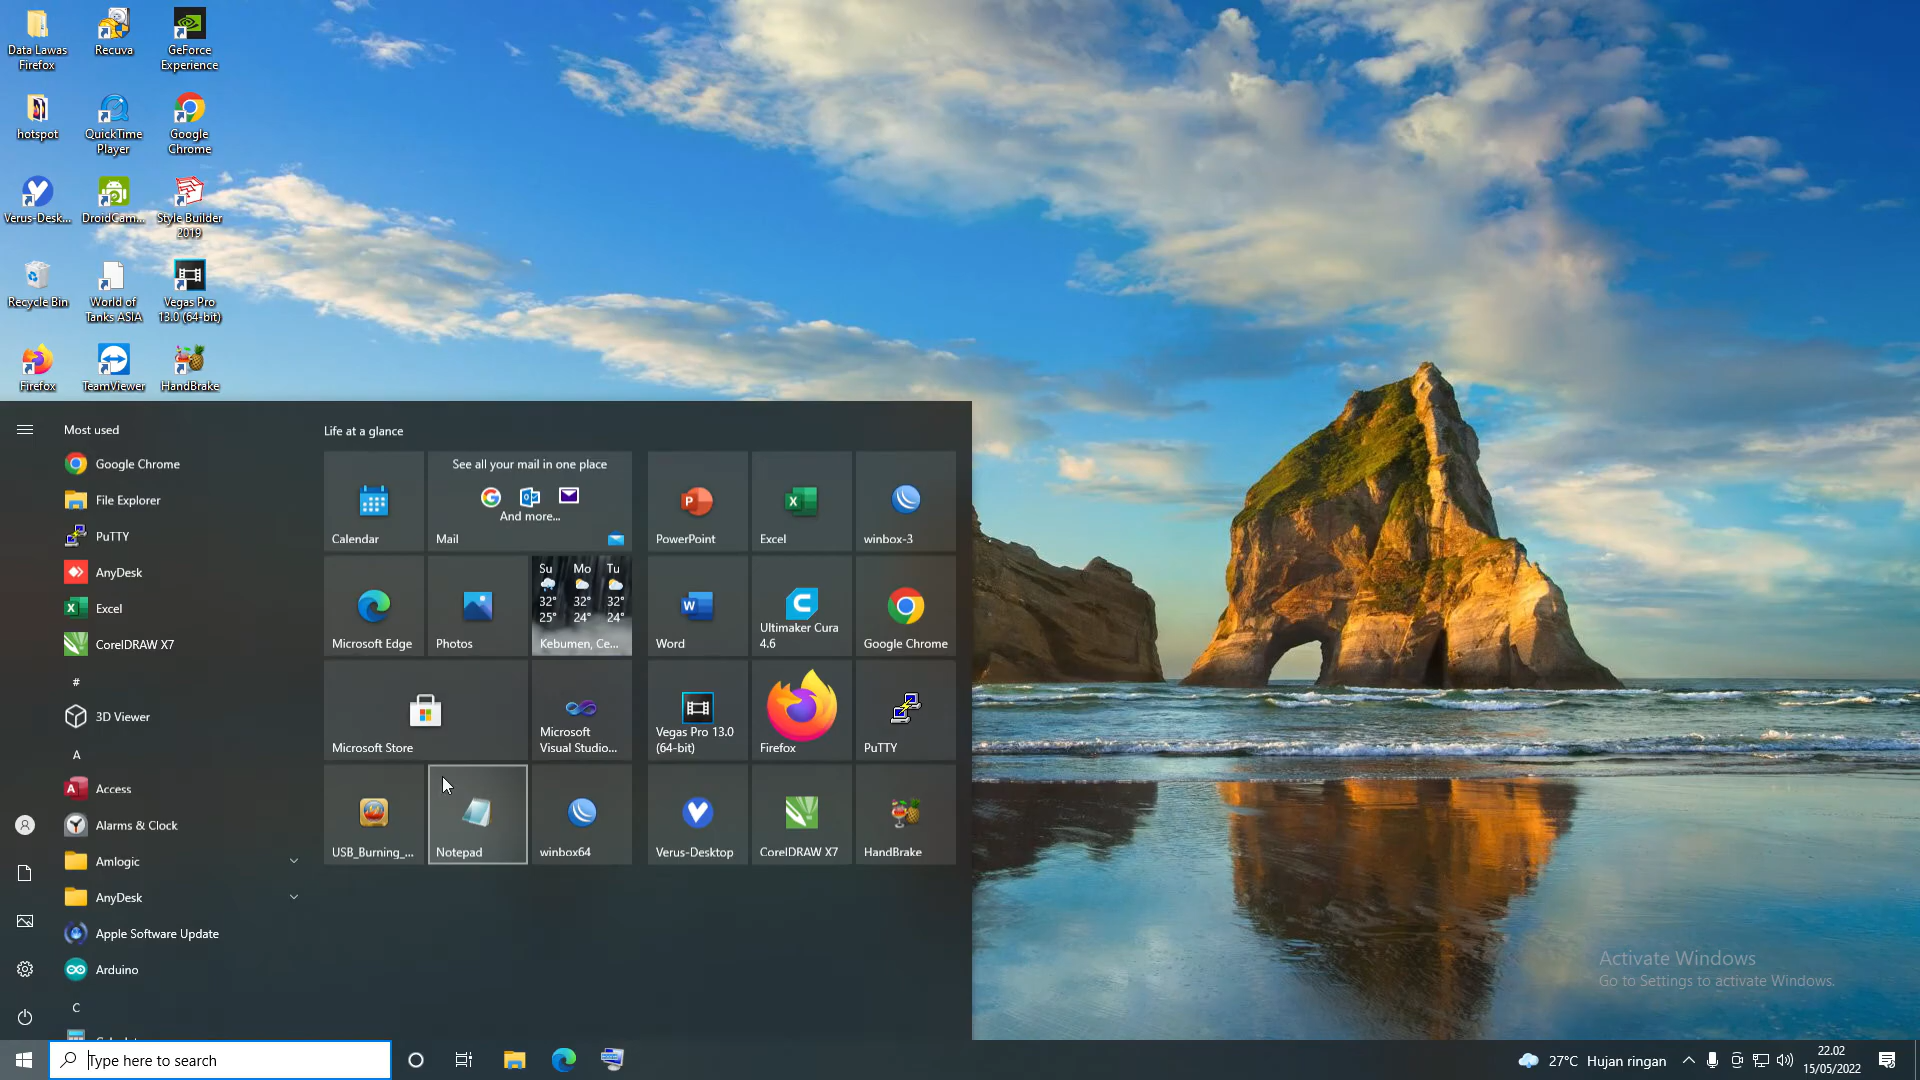 Data Lawas
Firefox
Recuva
GeForce
Experience
hotspot
QuickTime
Player
Google
Chrome
Verus-Desk...
DroidCam...
Style Builder
2019
Recycle Bin
World of
Tanks ASIA
Vegas Pro
13.0 (64-bit)
Firefox
TeamViewer
HandBrake
Most used
Google Chrome
File Explorer
PuTTY
AnyDesk
Excel
CorelDRAW X7
#
3D Viewer
A
Access
Alarms & Clock
Amlogic
AnyDesk
Apple Software Update
Arduino
C
Life at a glance
Calendar
See all your mail in one place
And more...
Mail
PowerPoint
Excel
winbox-3
Microsoft Edge
Photos
Su Mo Tu
32° 32° 32°
25° 24° 24°
Kebumen, Ce...
Word
Ultimaker Cura
4.6
Google Chrome
Microsoft Store
Microsoft
Visual Studio...
Vegas Pro 13.0
(64-bit)
Firefox
PuTTY
USB_Burning_...
Notepad
winbox64
Verus-Desktop
CorelDRAW X7
HandBrake
Activate Windows
Go to Settings to activate Windows.
Type here to search
27°C Hujan ringan
22.02
15/05/2022